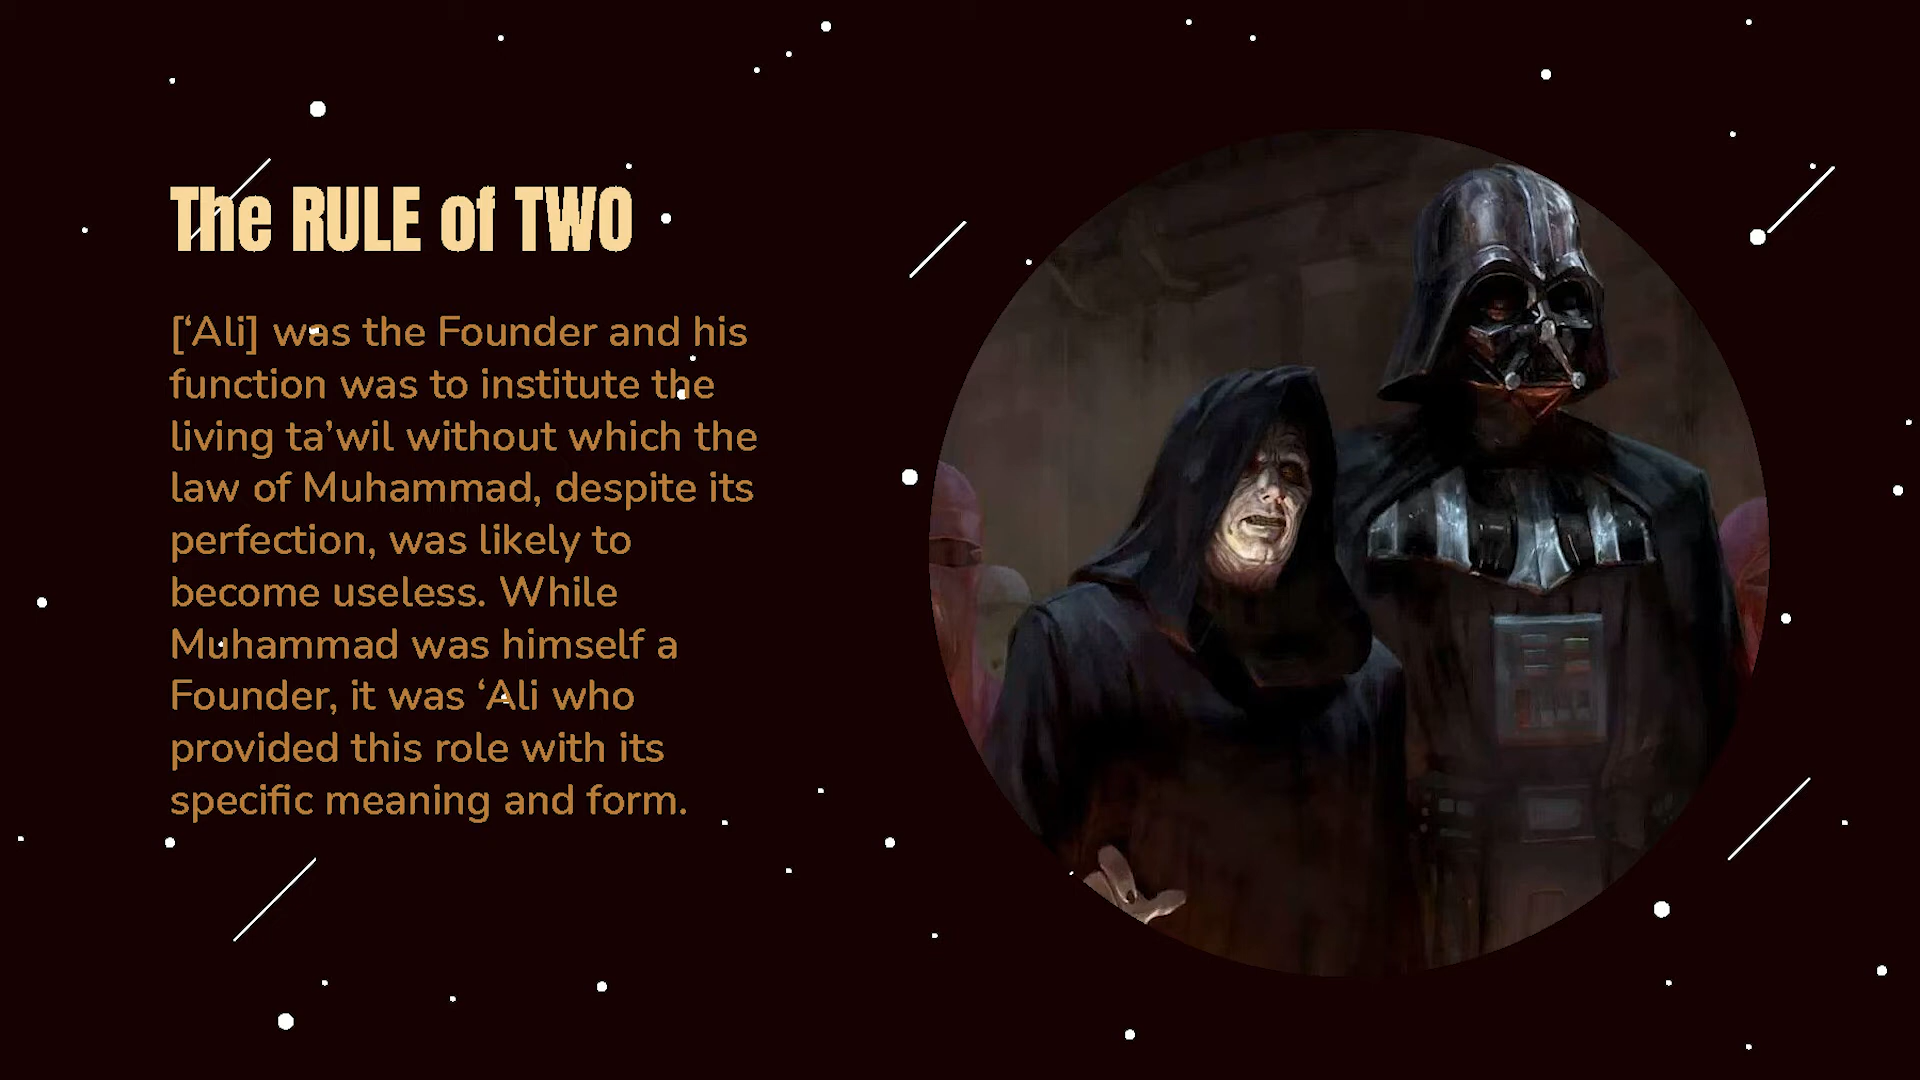 The RULE of TWO
[‘Ali] was the Founder and his
function was to institute the
living ta’wil without which the
law of Muhammad, despite its
perfection, was likely to
become useless. While
Muhammad was himself a
Founder, it was ‘Ali who
provided this role with its
specific meaning and form.